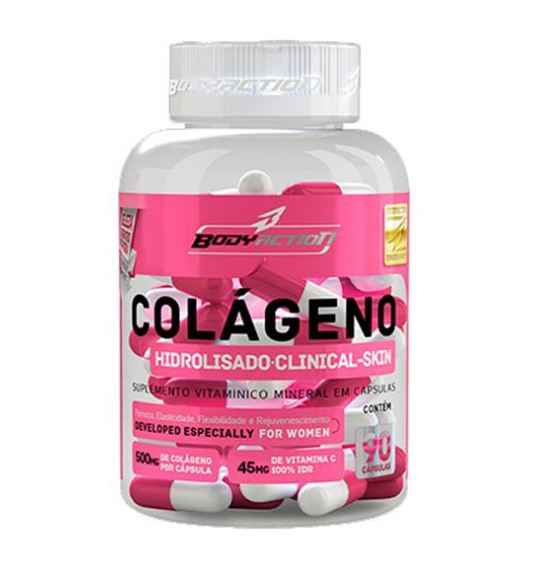 BODYACTION
BODYACTION
COLÁGENO
HIDROLISADO·CLINICAL-SKIN
SUPLEMENTO VITAMINICO MINERAL EM CÁPSULAS
CONTÉM
90
CÁPSULAS
Firmeza, Elasticidade, Flexibilidade e Rejuvenescimento
DEVELOPED ESPECIALLY FOR WOMEN
500MG DE COLÁGENO
POR CÁPSULA
45MG DE VITAMINA C
100% IDR